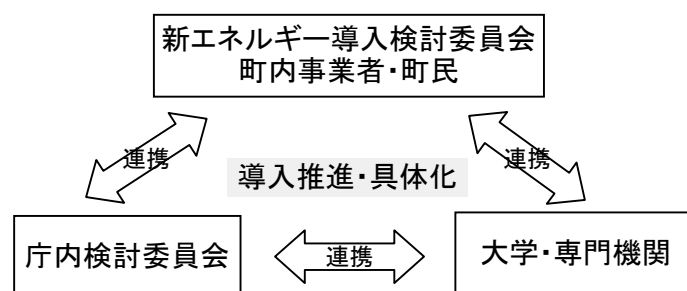 新エネルギー導入検討委員会
町内事業者・町民
連携
連携
導入推進・具体化
庁内検討委員会
連携
大学・専門機関